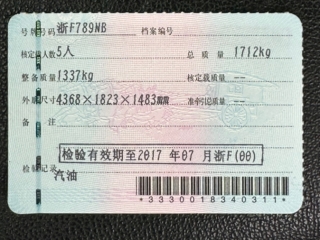 号牌号码 浙F789WB 档案编号
核定载人数 5人 总 质 量 1712kg
整备质量 1337kg 核定载质量 --
外廓尺寸 4368×1823×1483mm 准牵引总质量 --
备 注
检验有效期至2017 年07 月浙F(00)
检验记录
汽油
*3330018340311*